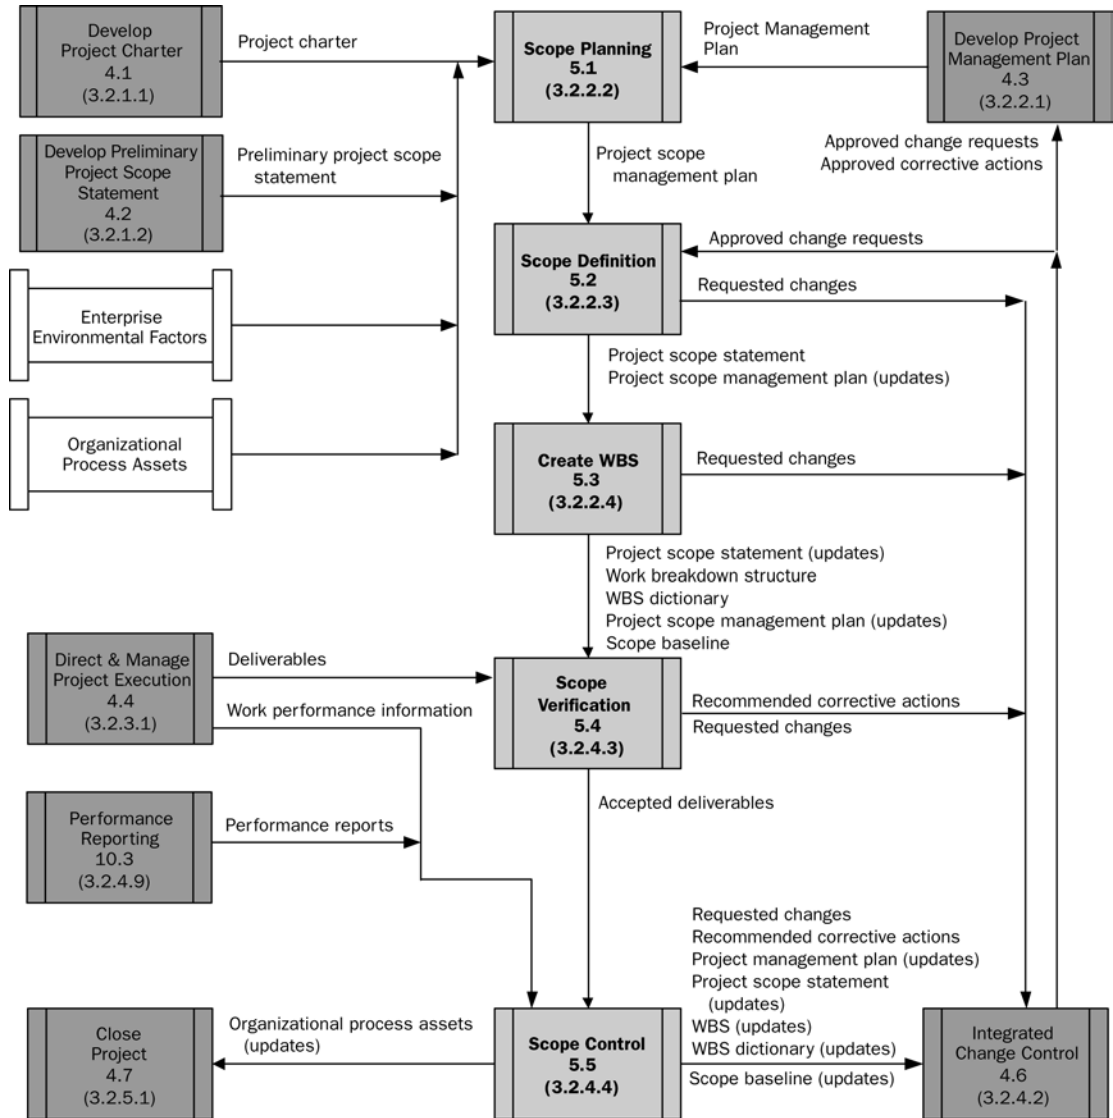 Develop
Project Charter
4.1
(3.2.1.1)
Project charter
Scope Planning
5.1
(3.2.2.2)
Project Management
Plan
Develop Project
Management Plan
4.3
(3.2.2.1)
Develop Preliminary
Project Scope
Statement
4.2
(3.2.1.2)
Preliminary project scope
statement
Project scope
management plan
Approved change requests
Approved corrective actions
Scope Definition
5.2
(3.2.2.3)
Approved change requests
Requested changes
Enterprise
Environmental Factors
Project scope statement
Project scope management plan (updates)
Organizational
Process Assets
Create WBS
5.3
(3.2.2.4)
Requested changes
Project scope statement (updates)
Work breakdown structure
WBS dictionary
Project scope management plan (updates)
Scope baseline
Direct & Manage
Project Execution
4.4
(3.2.3.1)
Deliverables
Work performance information
Scope
Verification
5.4
(3.2.4.3)
Recommended corrective actions
Requested changes
Accepted deliverables
Performance
Reporting
10.3
(3.2.4.9)
Performance reports
Requested changes
Recommended corrective actions
Project management plan (updates)
Project scope statement
(updates)
WBS (updates)
WBS dictionary (updates)
Scope baseline (updates)
Close
Project
4.7
(3.2.5.1)
Organizational process assets
(updates)
Scope Control
5.5
(3.2.4.4)
Integrated
Change Control
4.6
(3.2.4.2)